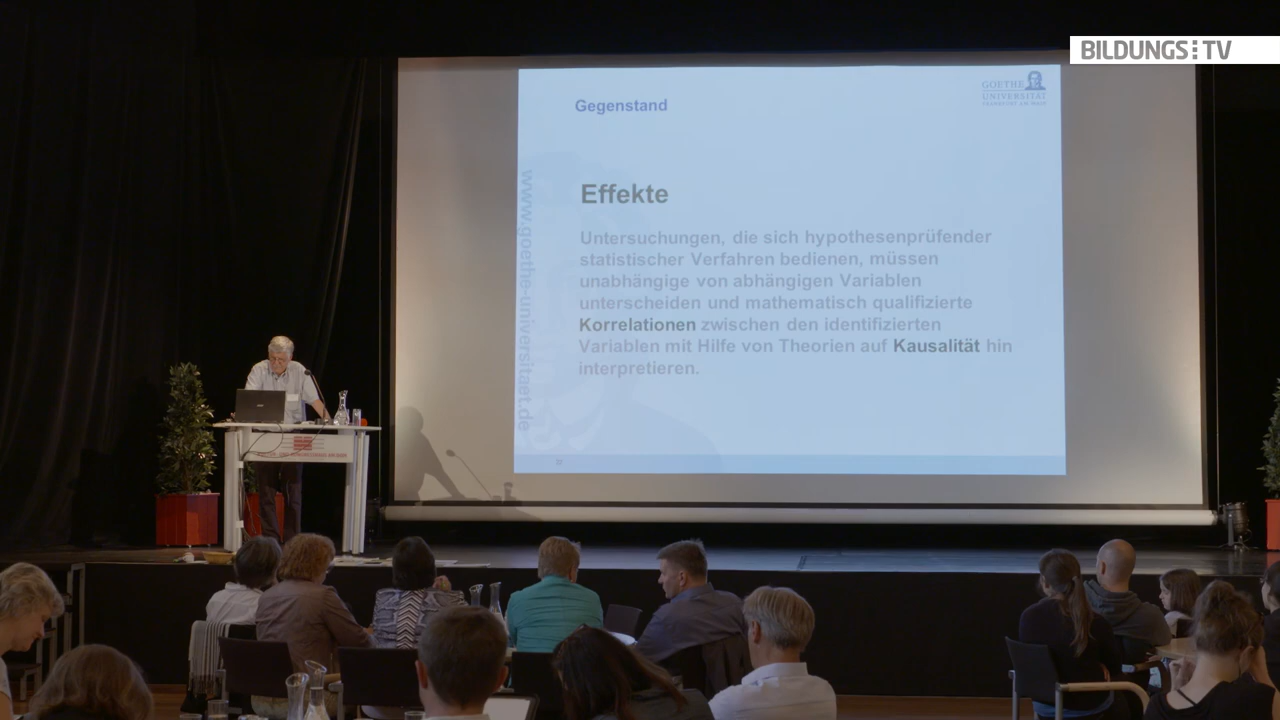 BILDUNGS:TV
GOETHE
UNIVERSITÄT
FRANKFURT AM MAIN
Gegenstand
www.goethe-universitaet.de
Effekte
Untersuchungen, die sich hypothesenprüfender
statistischer Verfahren bedienen, müssen
unabhängige von abhängigen Variablen
unterscheiden und mathematisch qualifizierte
Korrelationen zwischen den identifizierten
Variablen mit Hilfe von Theorien auf Kausalität hin
interpretieren.